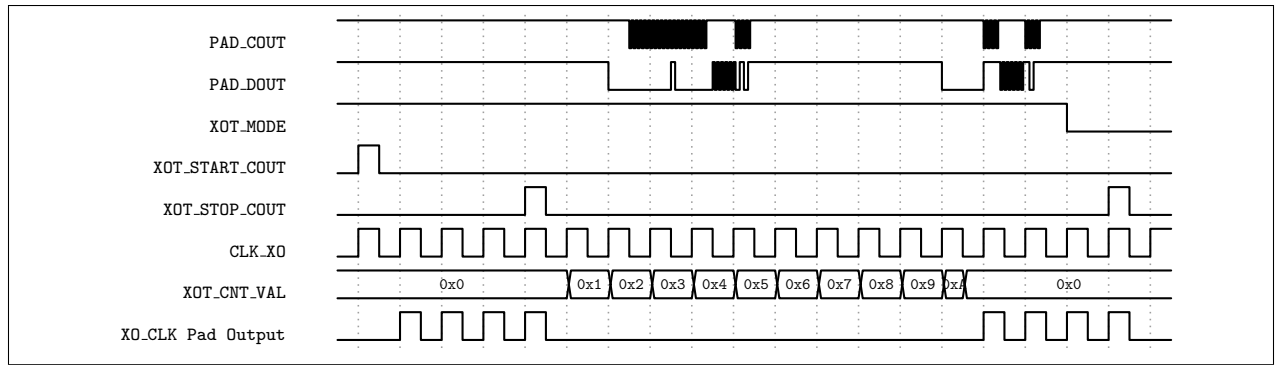 PAD_COUT
PAD_DOUT
XOT_MODE
XOT_START_COUT
XOT_STOP_COUT
CLK_XO
XOT_CNT_VAL 0x0 0x1 0x2 0x3 0x4 0x5 0x6 0x7 0x8 0x9 0xA 0x0
XO_CLK Pad Output